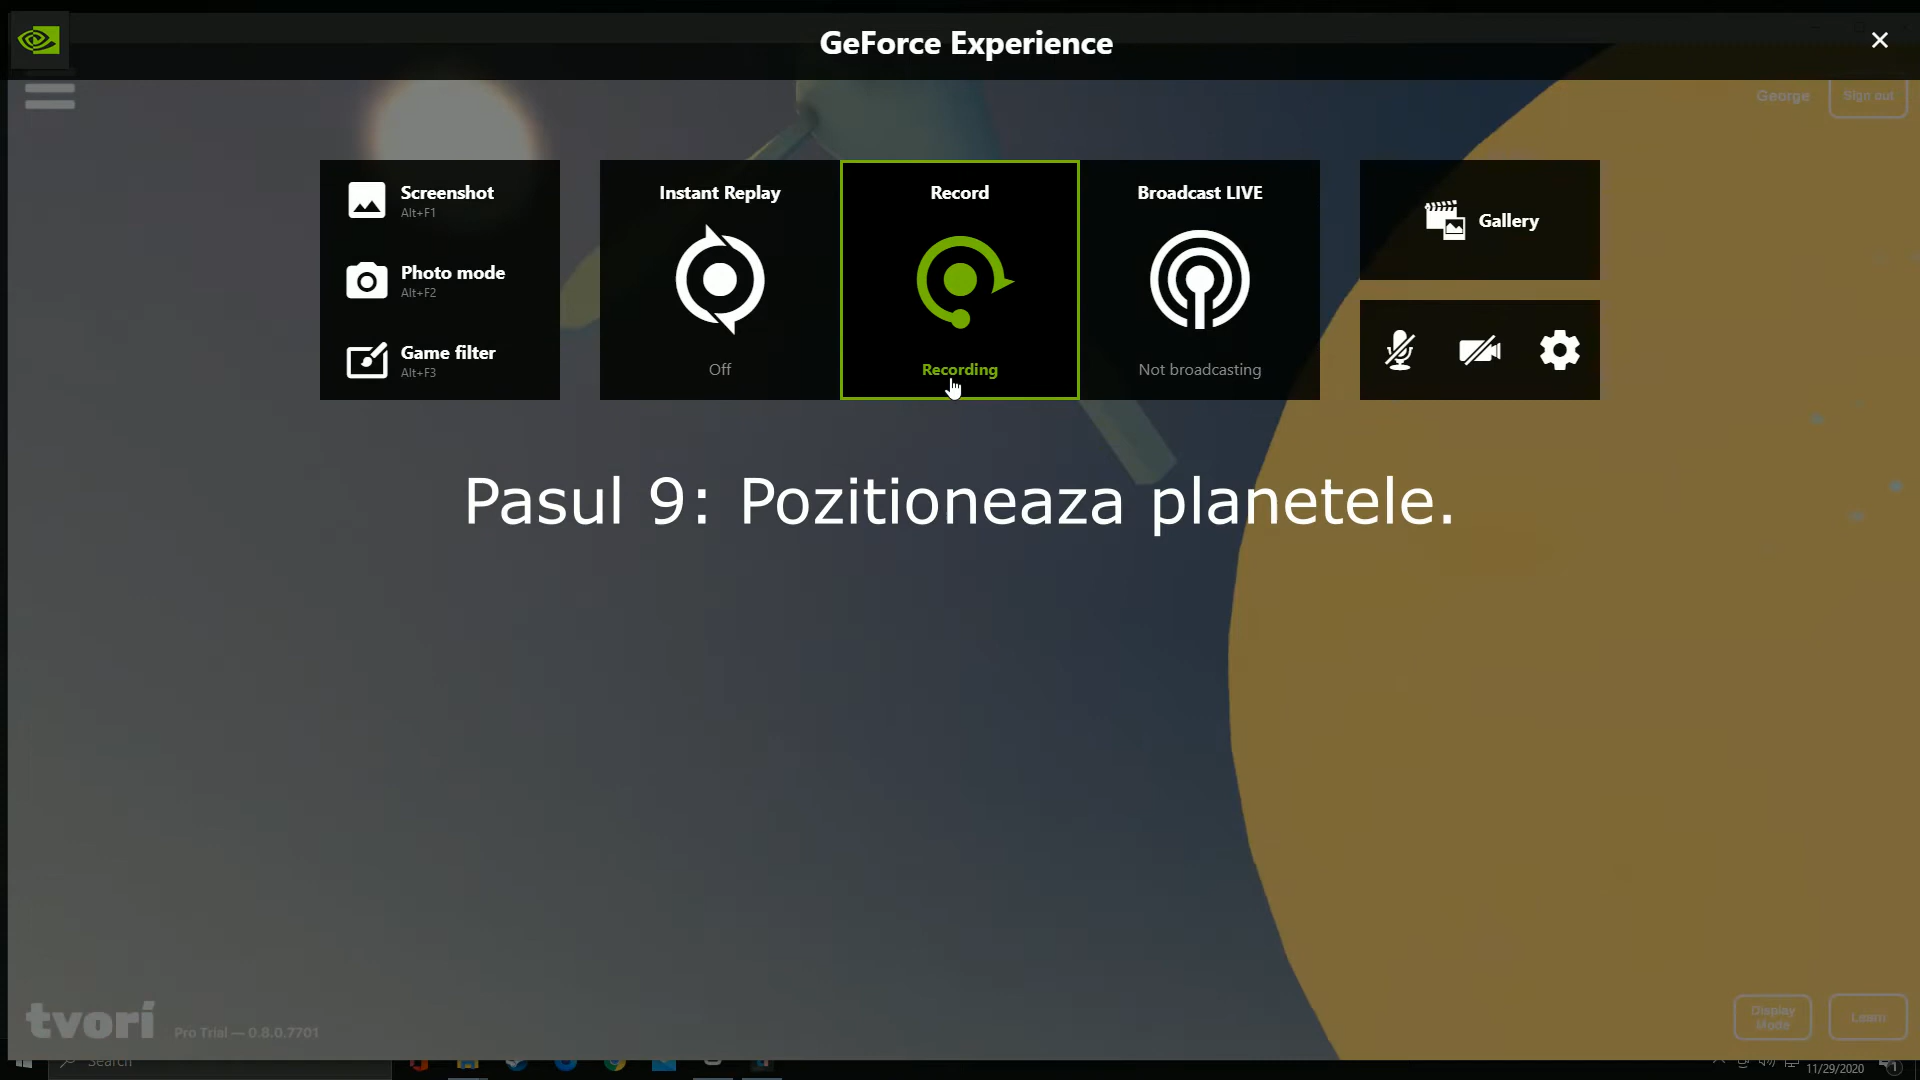 GeForce Experience
George
Sign out
Screenshot
Alt+F1
Photo mode
Alt+F2
Game filter
Alt+F3
Instant Replay
Off
Record
Recording
Broadcast LIVE
Not broadcasting
Gallery
Pasul 9: Pozitioneaza planetele.
tvori
Pro Trial — 0.8.0.7701
Display
Mode
Learn
Search
11/29/2020
1